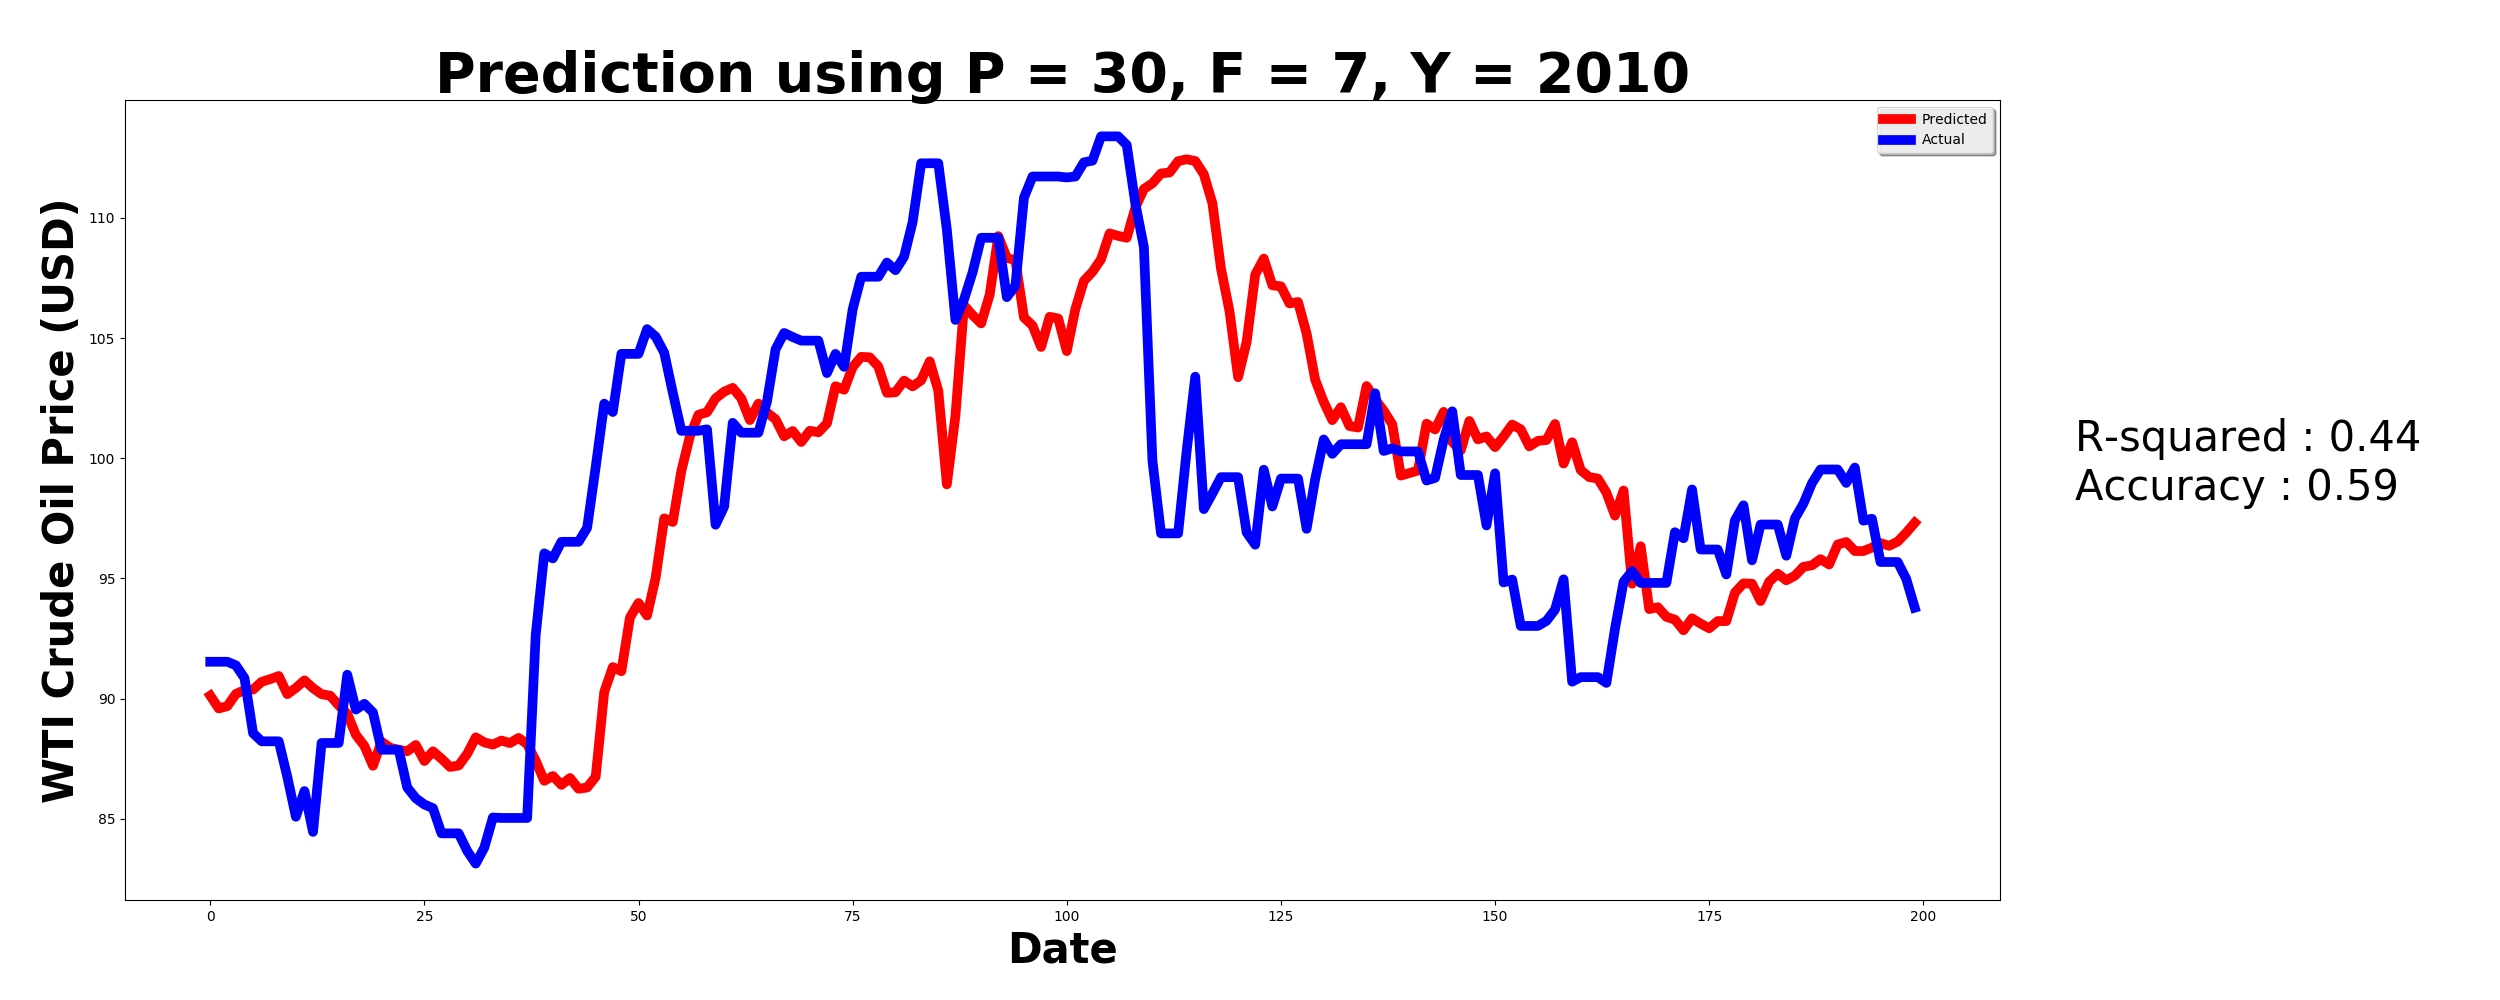 Prediction using P = 30, F = 7, Y = 2010
Predicted
Actual
WTI Crude Oil Price (USD)
110
105
100
95
90
85
0 25 50 75 100 125 150 175 200
Date
R-squared : 0.44
Accuracy : 0.59